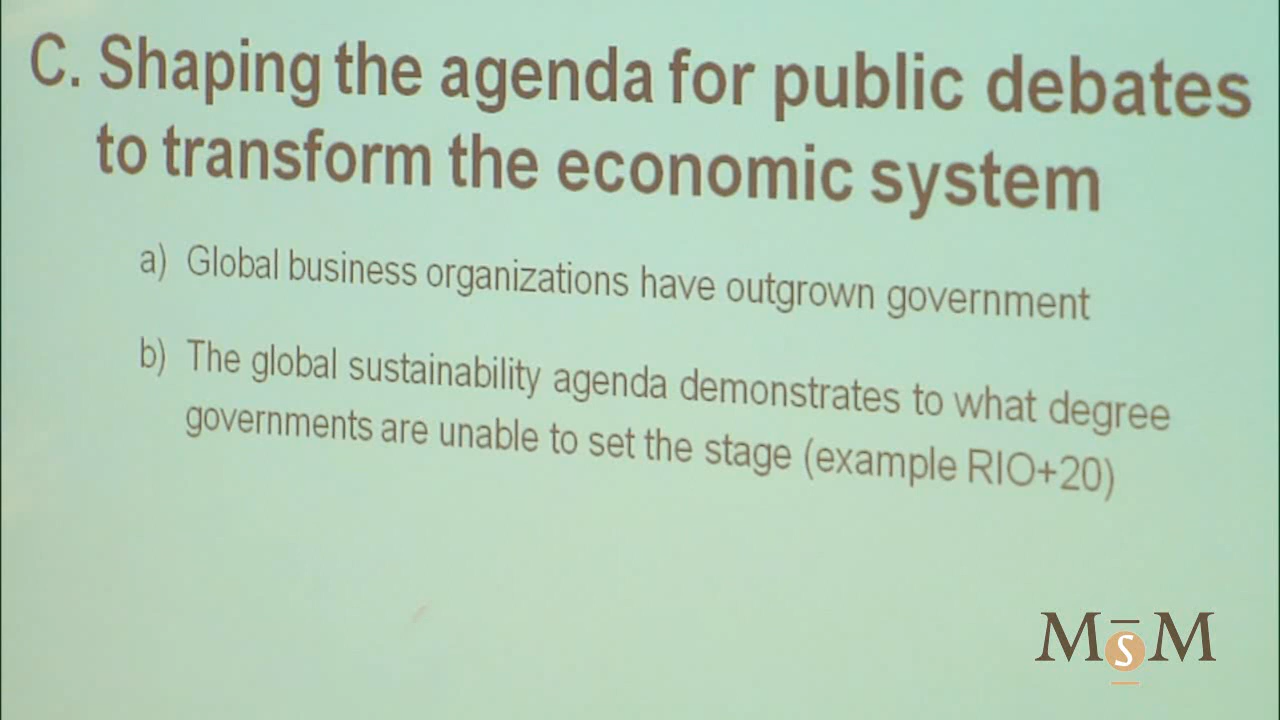 C. Shaping the agenda for public debates
to transform the economic system
a) Global business organizations have outgrown government
b) The global sustainability agenda demonstrates to what degree
governments are unable to set the stage (example RIO+20)
MSM